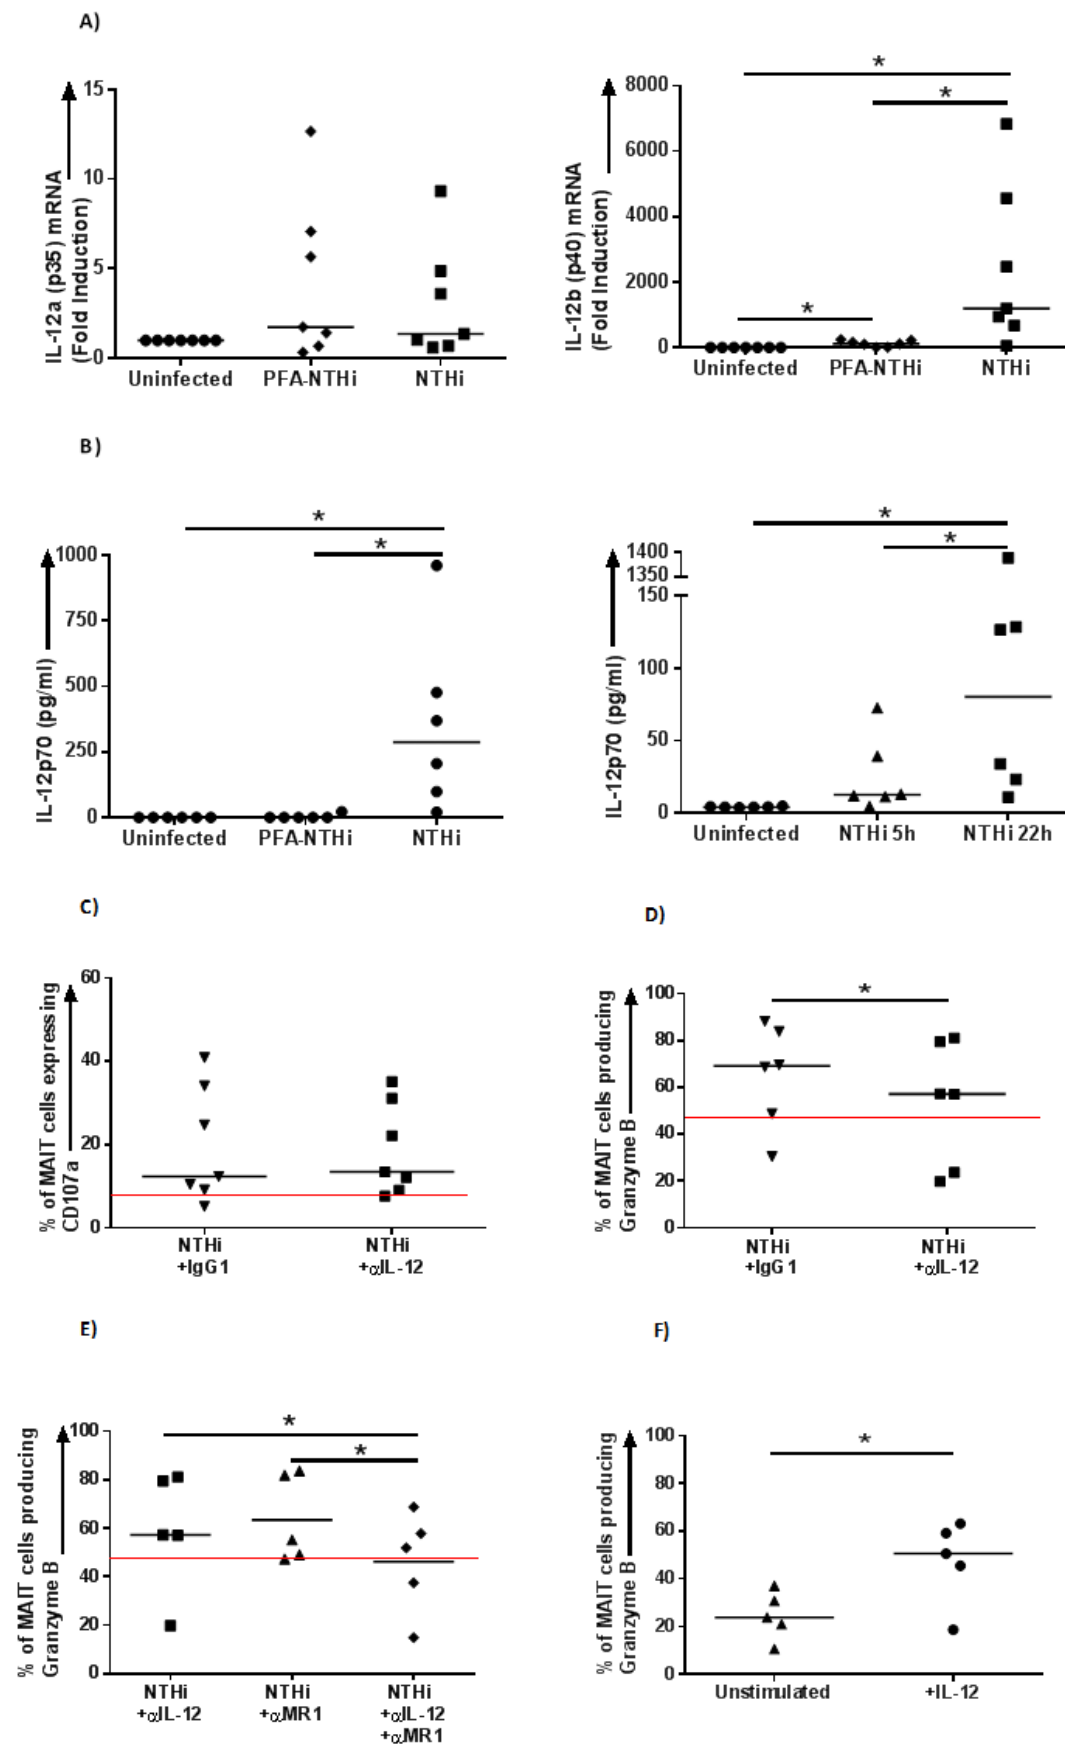 A)
IL-12a (p35) mRNA
(Fold Induction)
15
10
5
0
Uninfected PFA-NTHi NTHi
IL-12b (p40) mRNA
(Fold Induction)
8000
6000
4000
2000
0
* * *
Uninfected PFA-NTHi NTHi
B)
IL-12p70 (pg/ml)
1000
750
500
250
0
* *
Uninfected PFA-NTHi NTHi
IL-12p70 (pg/ml)
1400
1350
150
100
50
0
* *
Uninfected NTHi 5h NTHi 22h
C)
% of MAIT cells expressing
CD107a
60
40
20
0
NTHi NTHi
+IgG1 +αIL-12
D)
% of MAIT cells producing
Granzyme B
100
80
60
40
20
0
*
NTHi NTHi
+IgG1 +αIL-12
E)
% of MAIT cells producing
Granzyme B
100
80
60
40
20
0
* *
NTHi NTHi NTHi
+αIL-12 +αMR1 +αIL-12
+αMR1
F)
% of MAIT cells producing
Granzyme B
100
80
60
40
20
0
*
Unstimulated +IL-12